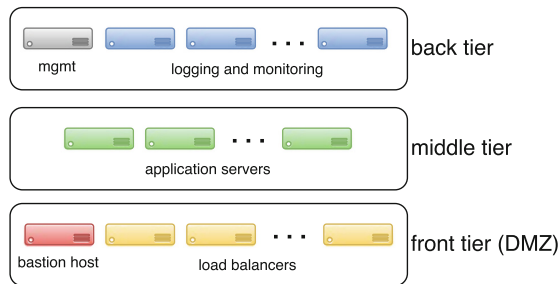 mgmt
logging and monitoring
back tier
application servers
middle tier
bastion host
load balancers
front tier (DMZ)